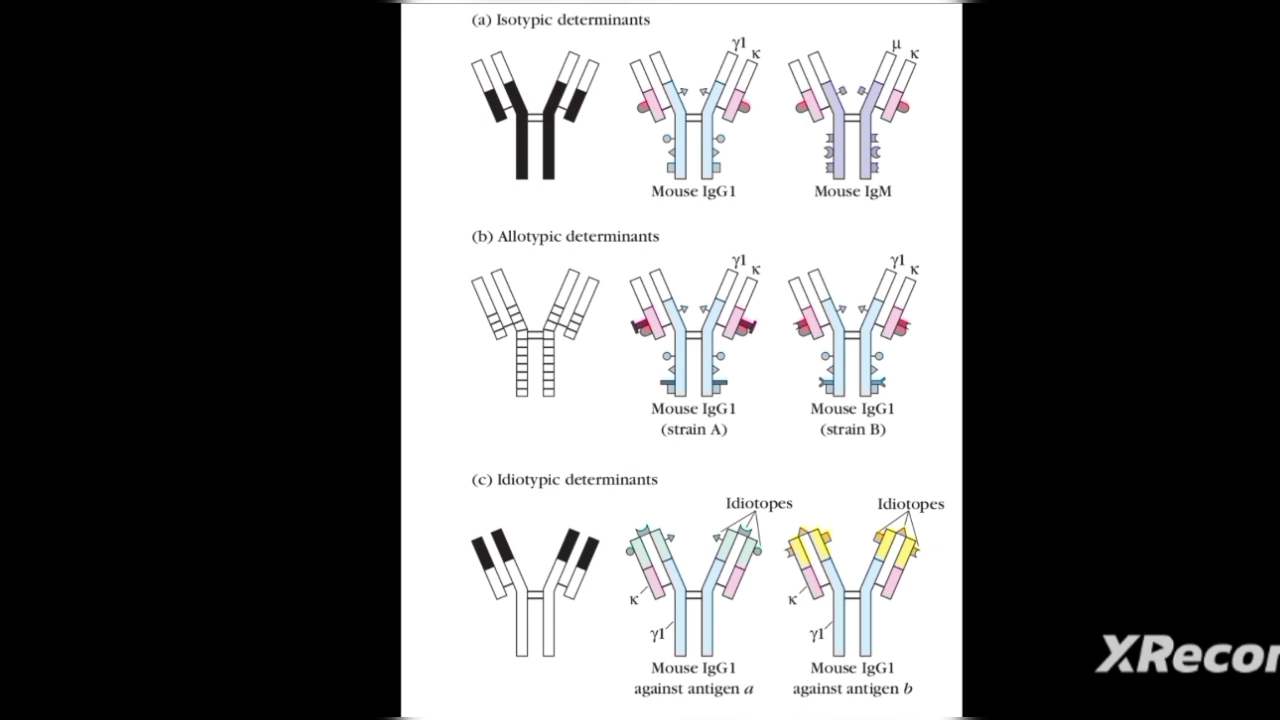 (a) Isotypic determinants
γ1 κ
μ κ
Mouse IgG1
Mouse IgM
(b) Allotypic determinants
γ1 κ
γ1 κ
Mouse IgG1
(strain A)
Mouse IgG1
(strain B)
(c) Idiotypic determinants
Idiotopes
Idiotopes
κ
κ
γ1
γ1
Mouse IgG1
against antigen a
Mouse IgG1
against antigen b
XRecor